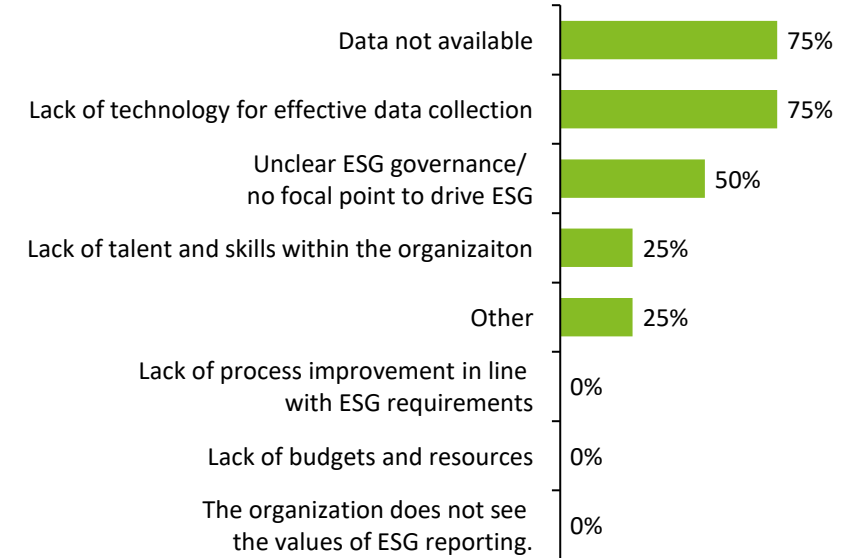 Data not available
75%
Lack of technology for effective data collection
75%
Unclear ESG governance/
no focal point to drive ESG
50%
Lack of talent and skills within the organizaiton
25%
Other
25%
Lack of process improvement in line
with ESG requirements
0%
Lack of budgets and resources
0%
The organization does not see
the values of ESG reporting.
0%